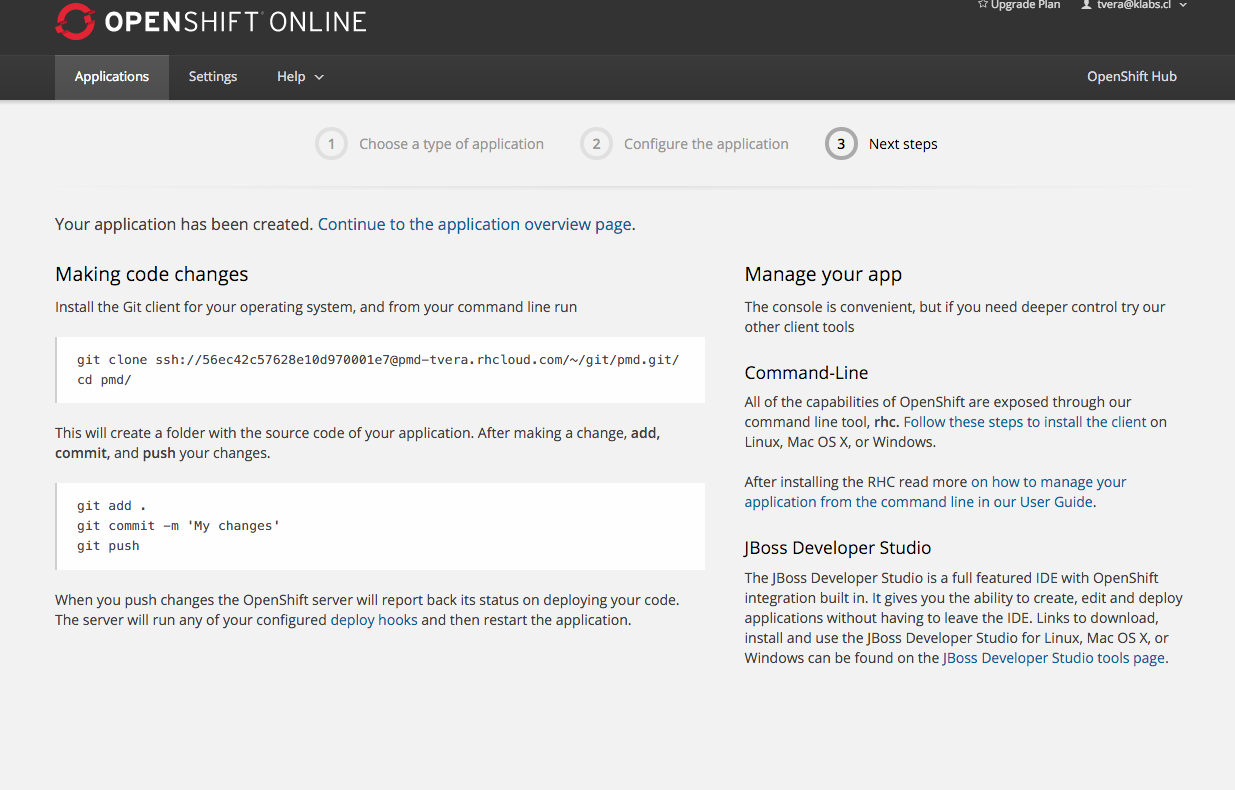 OPENSHIFT ONLINE
Upgrade Plan
tvera@klabs.cl
Applications
Settings
Help
OpenShift Hub
1 Choose a type of application
2 Configure the application
3 Next steps
Your application has been created. Continue to the application overview page.
Making code changes
Install the Git client for your operating system, and from your command line run
git clone ssh://56ec42c57628e10d970001e7@pmd-tvera.rhcloud.com/~/git/pmd.git/
cd pmd/
This will create a folder with the source code of your application. After making a change, add,
commit, and push your changes.
git add .
git commit -m 'My changes'
git push
When you push changes the OpenShift server will report back its status on deploying your code.
The server will run any of your configured deploy hooks and then restart the application.
Manage your app
The console is convenient, but if you need deeper control try our
other client tools
Command-Line
All of the capabilities of OpenShift are exposed through our
command line tool, rhc. Follow these steps to install the client on
Linux, Mac OS X, or Windows.
After installing the RHC read more on how to manage your
application from the command line in our User Guide.
JBoss Developer Studio
The JBoss Developer Studio is a full featured IDE with OpenShift
integration built in. It gives you the ability to create, edit and deploy
applications without having to leave the IDE. Links to download,
install and use the JBoss Developer Studio for Linux, Mac OS X, or
Windows can be found on the JBoss Developer Studio tools page.